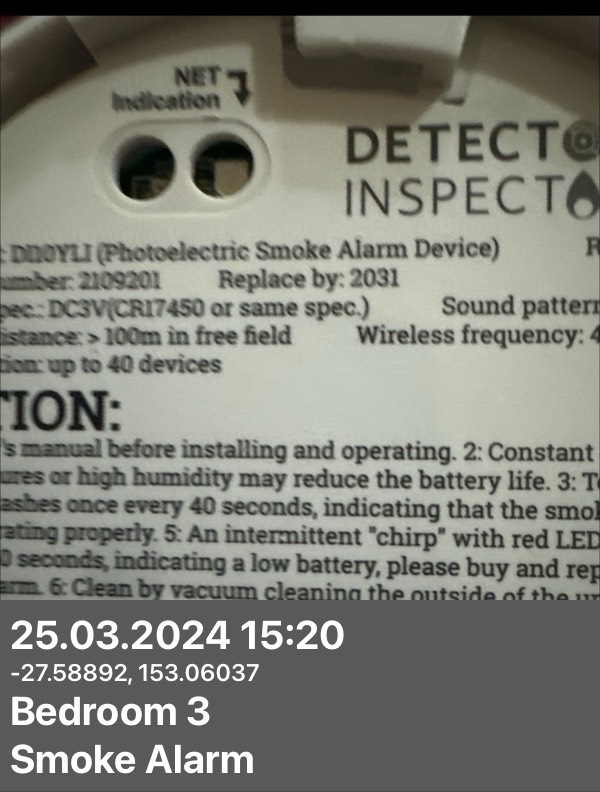 NET
Indication
DETECT
INSPECT
(Photoelectric Smoke Alarm Device) R
umber: 2109201 Replace by: 2031
pec.: DC3V(CR17450 or same spec.) Sound pattern
istance: > 100m in free field Wireless frequency: 4
tion: up to 40 devices
TION:
's manual before installing and operating. 2: Constant
ures or high humidity may reduce the battery life. 3: T
ashes once every 40 seconds, indicating that the smok
rating properly. 5: An intermittent "chirp" with red LED
0 seconds, indicating a low battery, please buy and rep
arm. 6: Clean by vacuum cleaning the outside of the un
25.03.2024 15:20
-27.58892, 153.06037
Bedroom 3
Smoke Alarm